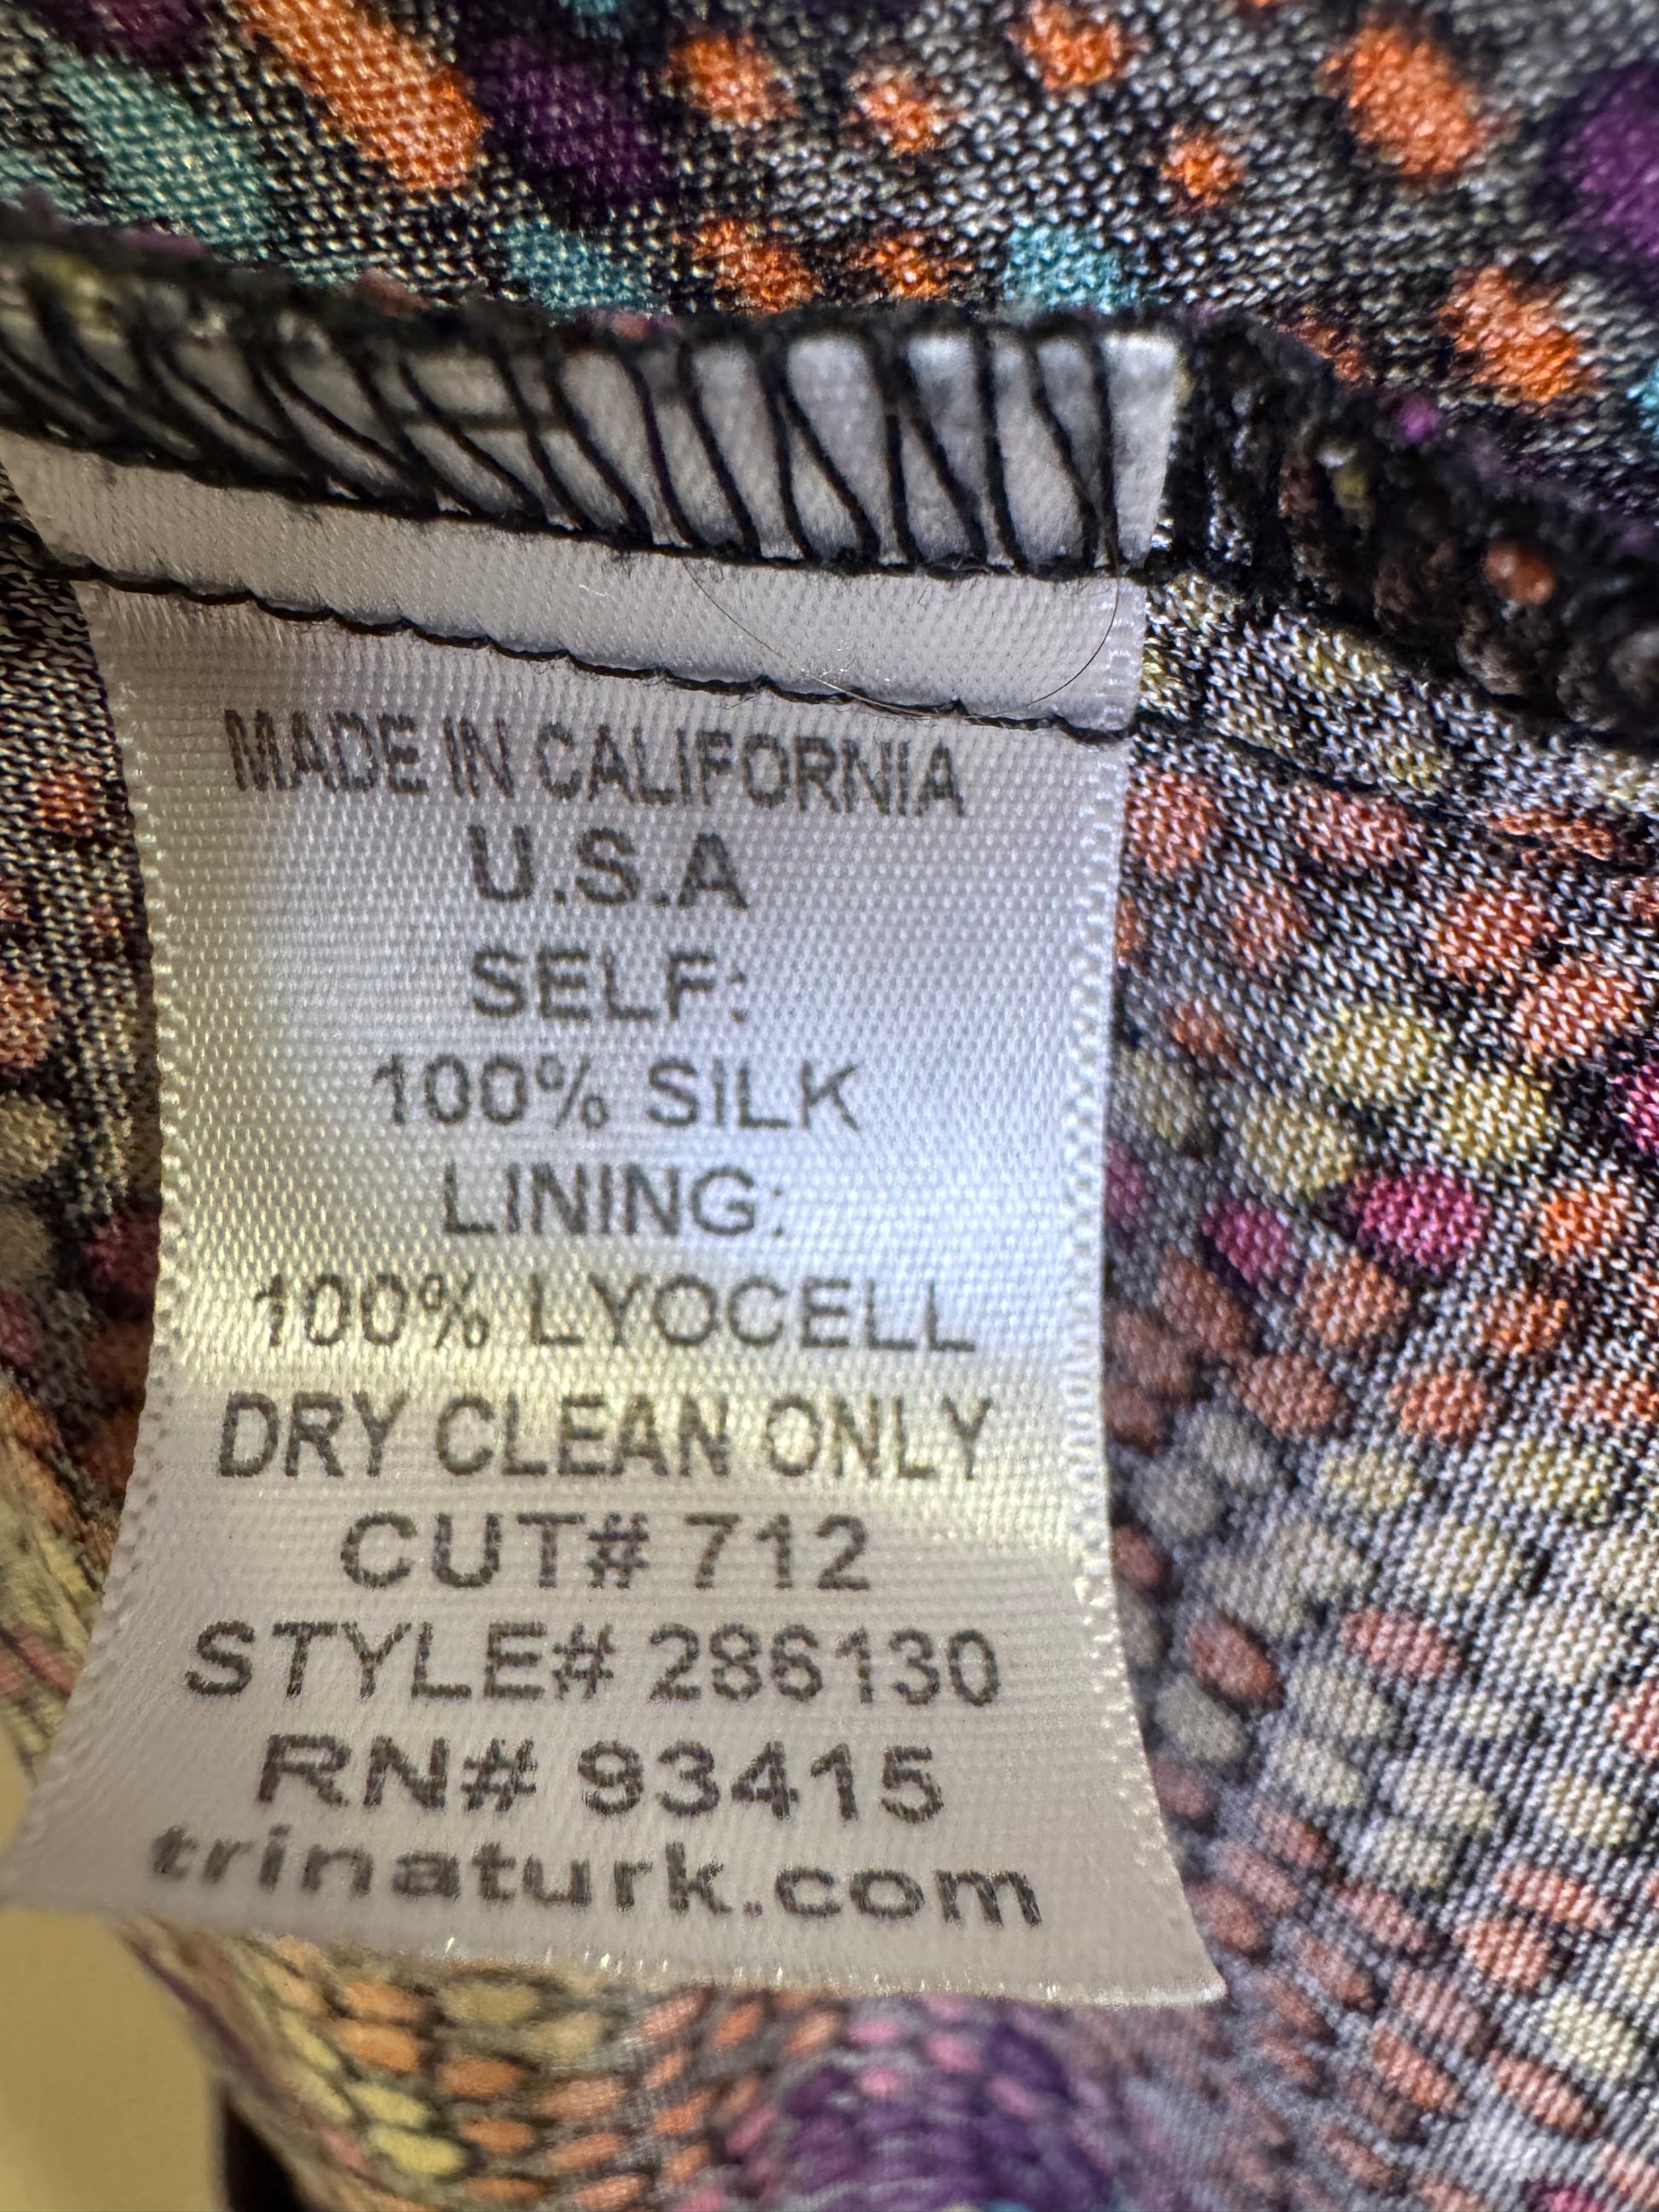 MADE IN CALIFORNIA
U.S.A
SELF:
100% SILK
LINING:
100% LYOCELL
DRY CLEAN ONLY
CUT# 712
STYLE# 286130
RN# 93415
trinaturk.com